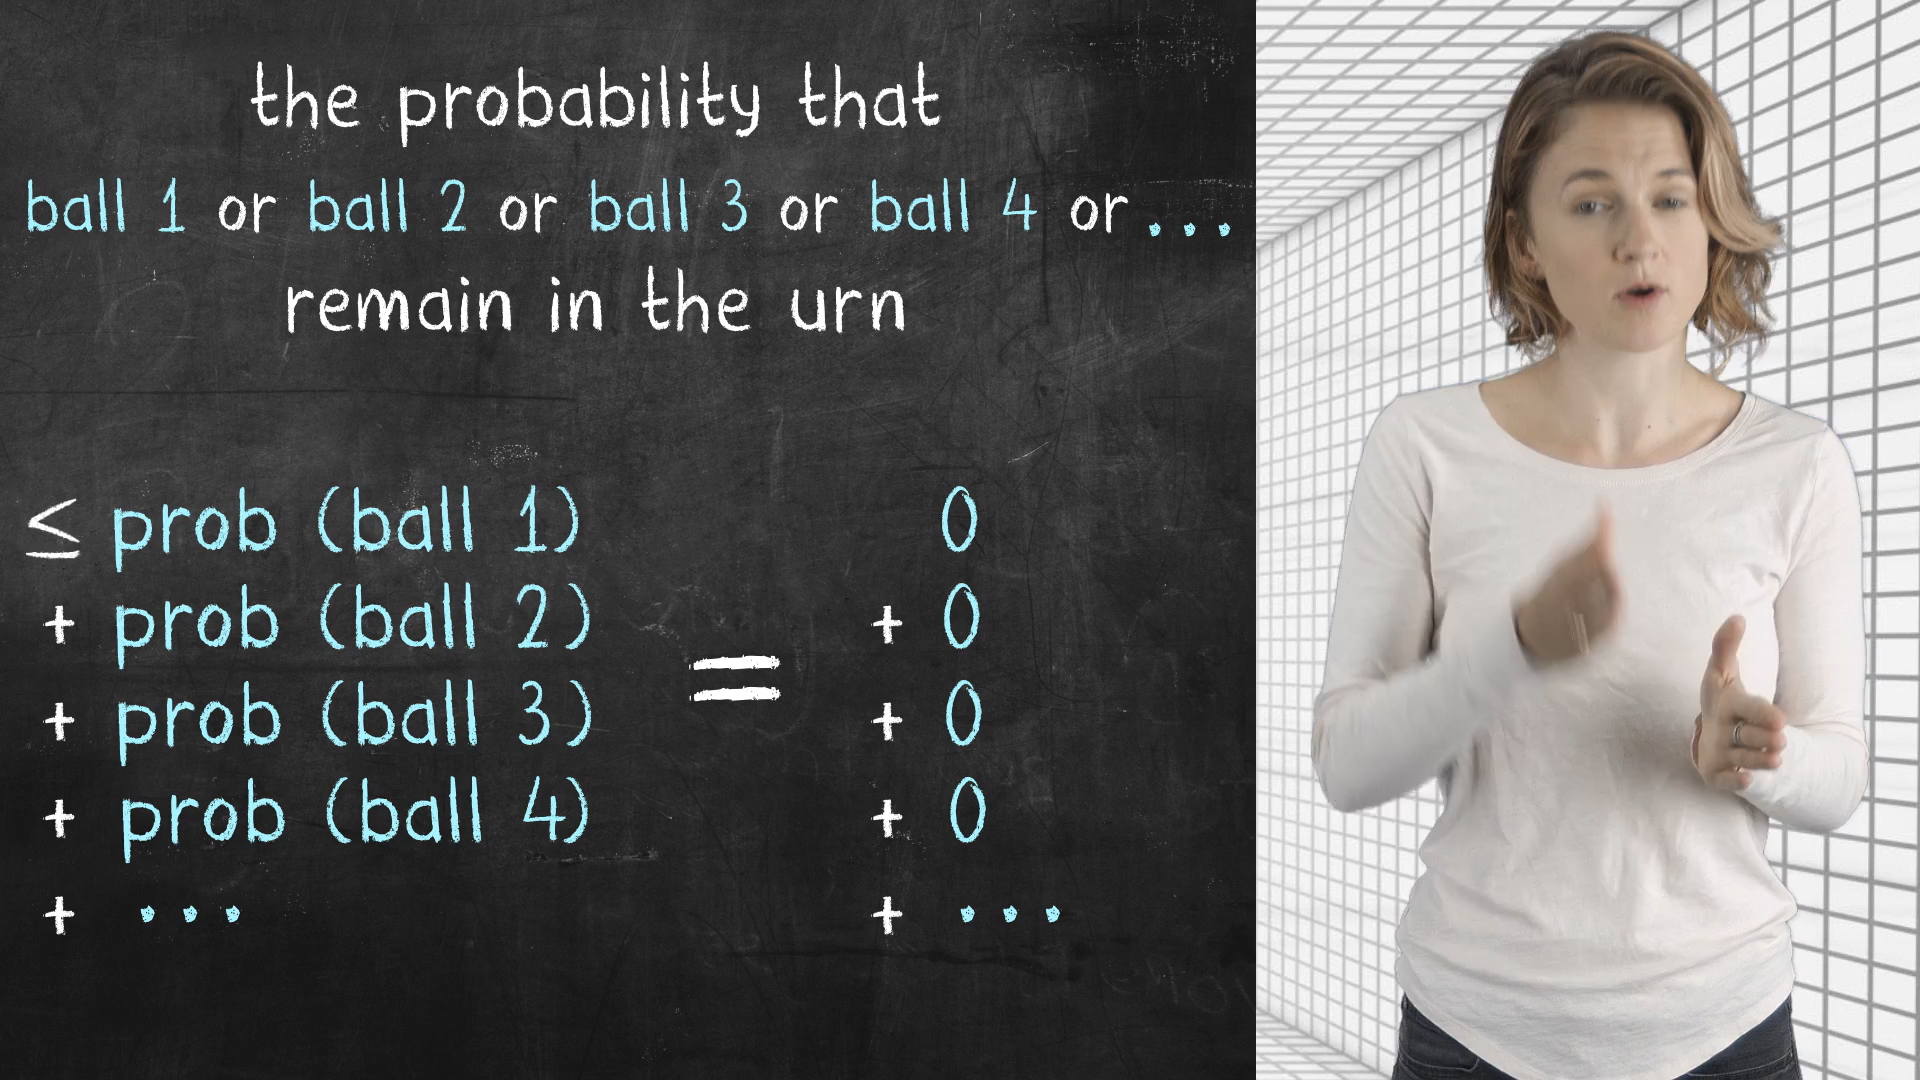 the probability that
ball 1 or ball 2 or ball 3 or ball 4 or ...
remain in the urn
≤ prob (ball 1) = 0
+ prob (ball 2) + 0
+ prob (ball 3) + 0
+ prob (ball 4) + 0
+ ... + ...